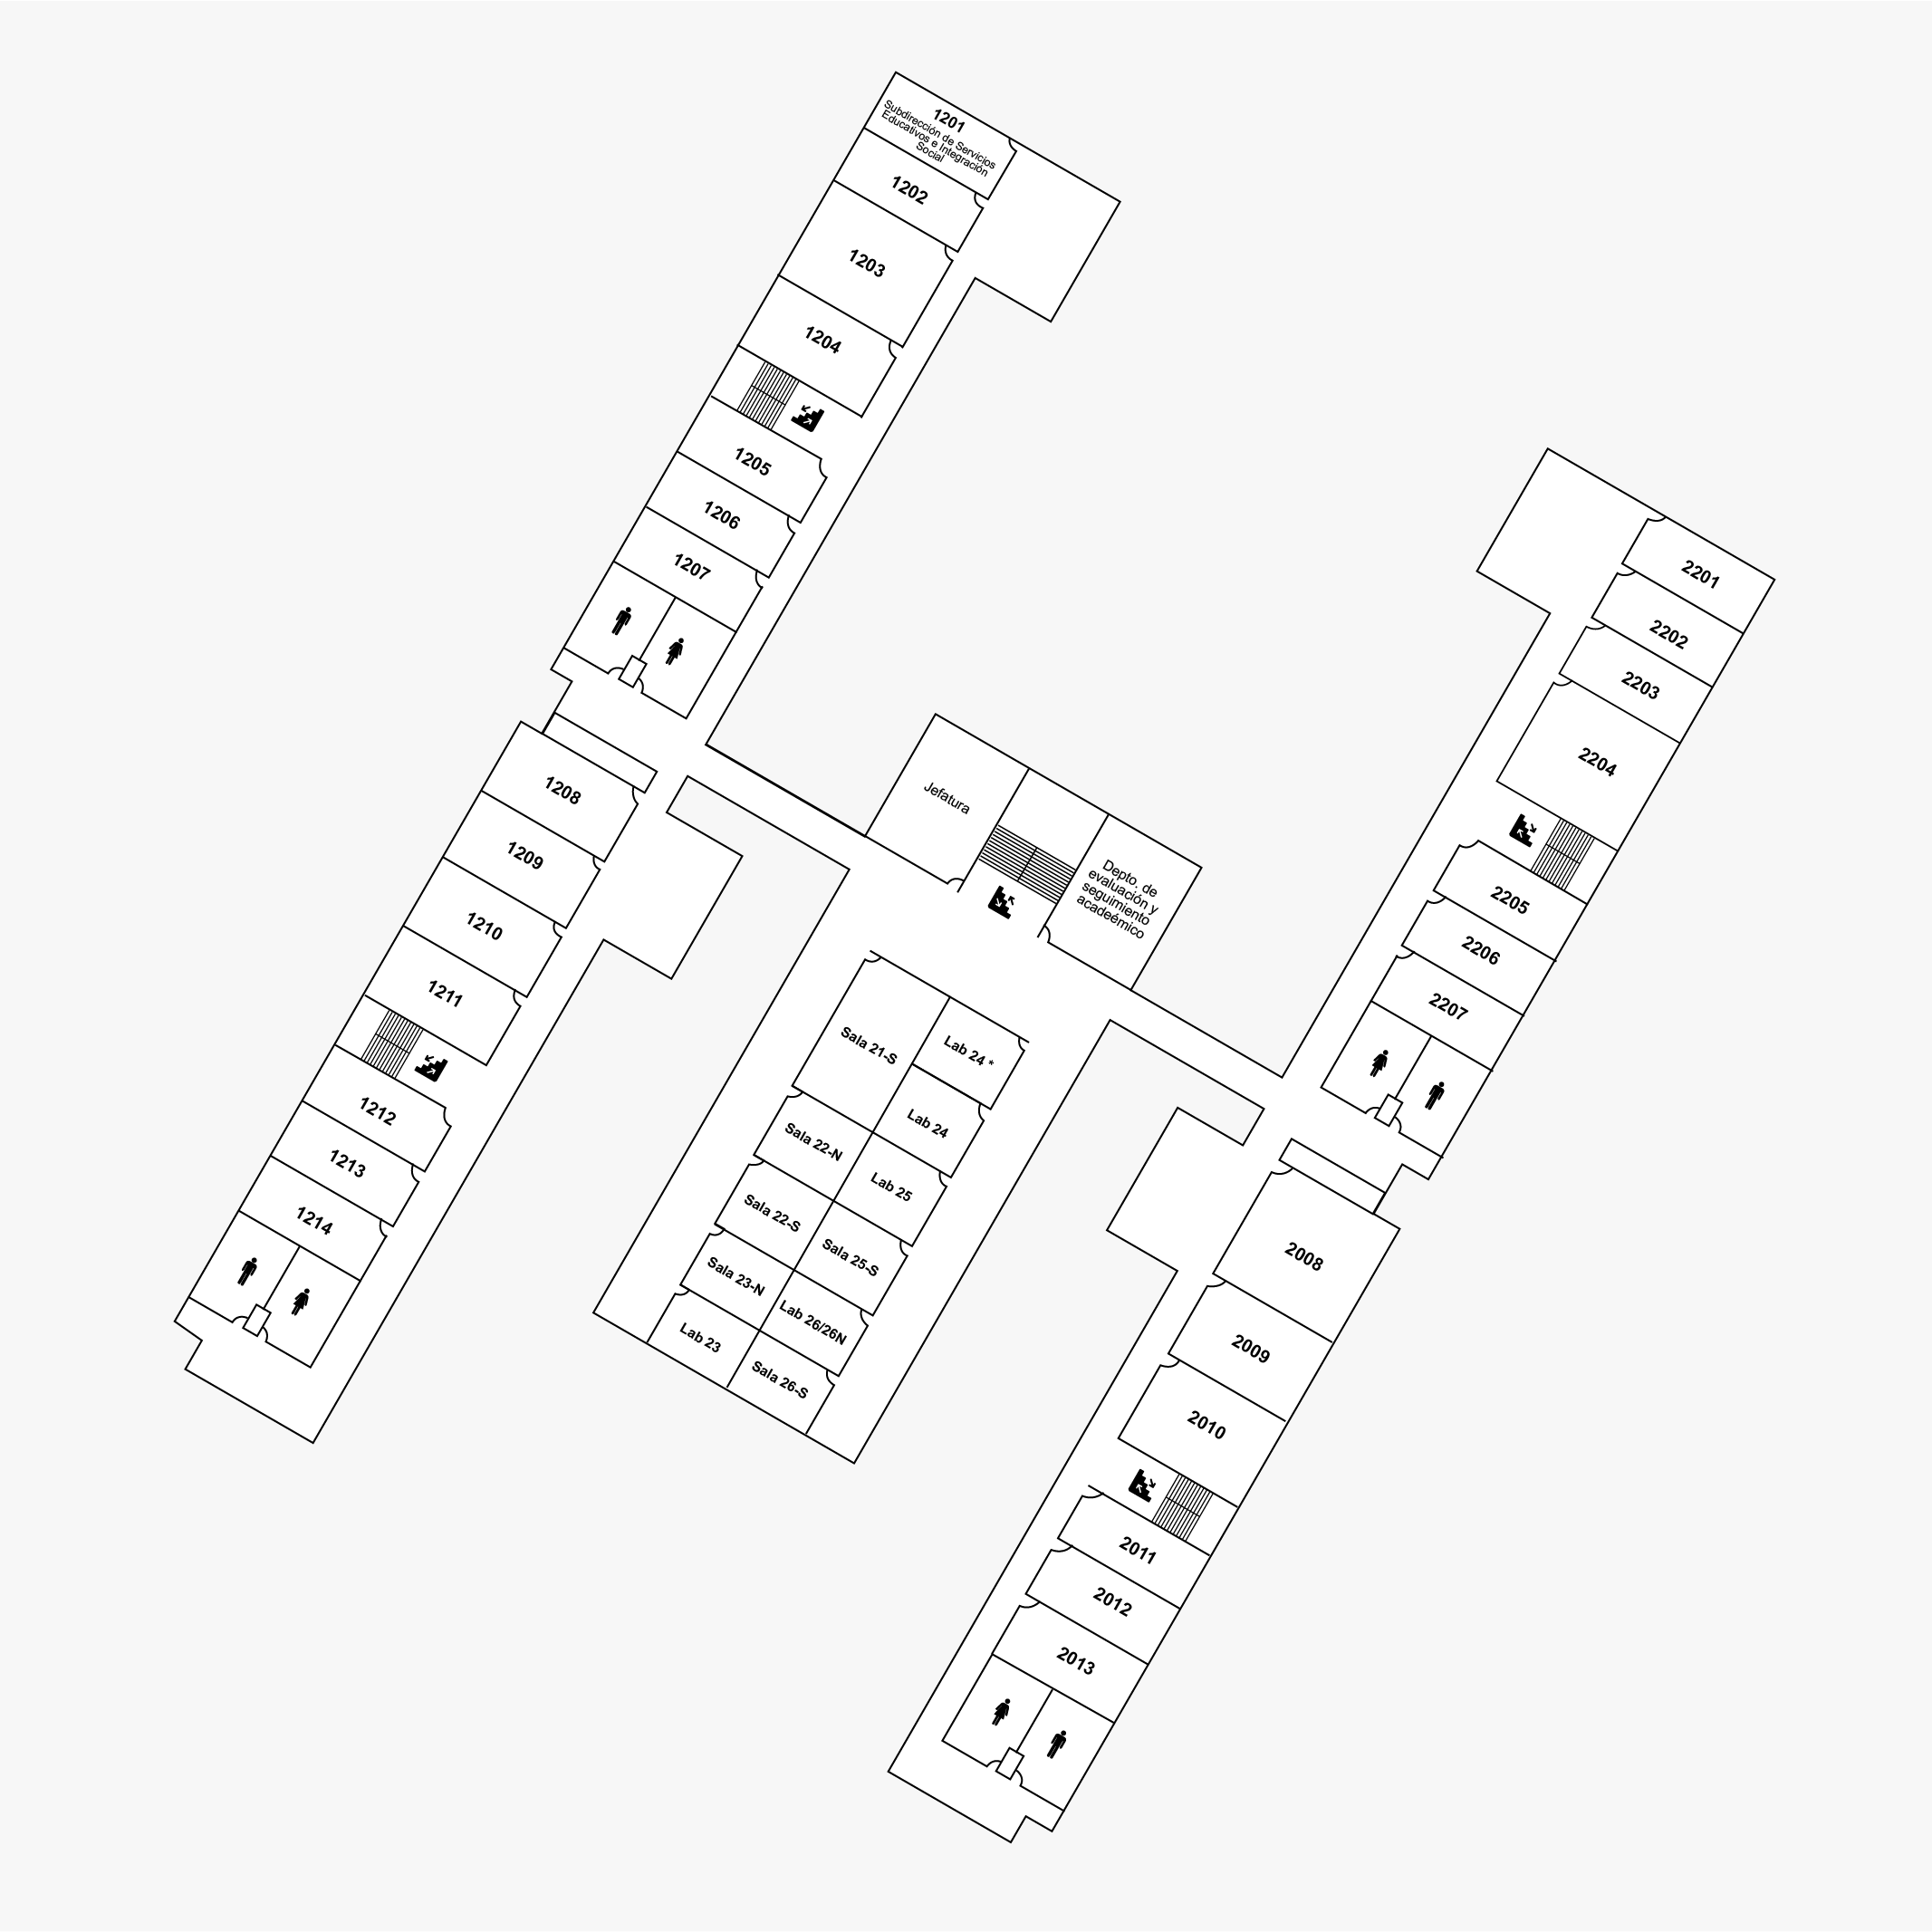 1201
Subdirección de Servicios
Educativos e Integración
Social
1202
1203
1204
1205
1206
1207
1208
1209
1210
1211
1212
1213
1214
Jefatura
Depto. de
evaluación y
seguimiento
acadeémico
Sala 21-S
Lab 24 *
Lab 24
Sala 22-N
Lab 25
Sala 22-S
Sala 25-S
Sala 23-N
Lab 26/26N
Lab 23
Sala 26-S
2201
2202
2203
2204
2205
2206
2207
2008
2009
2010
2011
2012
2013